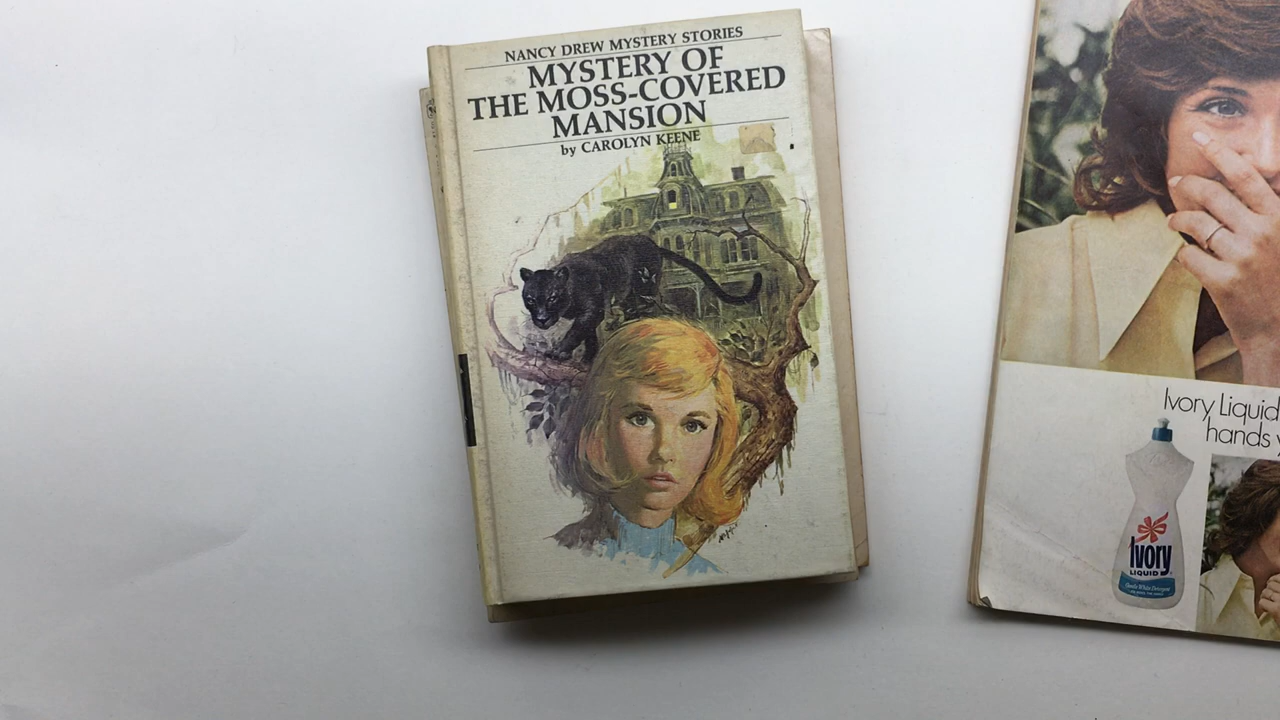 NANCY DREW MYSTERY STORIES
MYSTERY OF
THE MOSS-COVERED
MANSION
by CAROLYN KEENE
Ivory Liquid
hands
Ivory
LIQUID